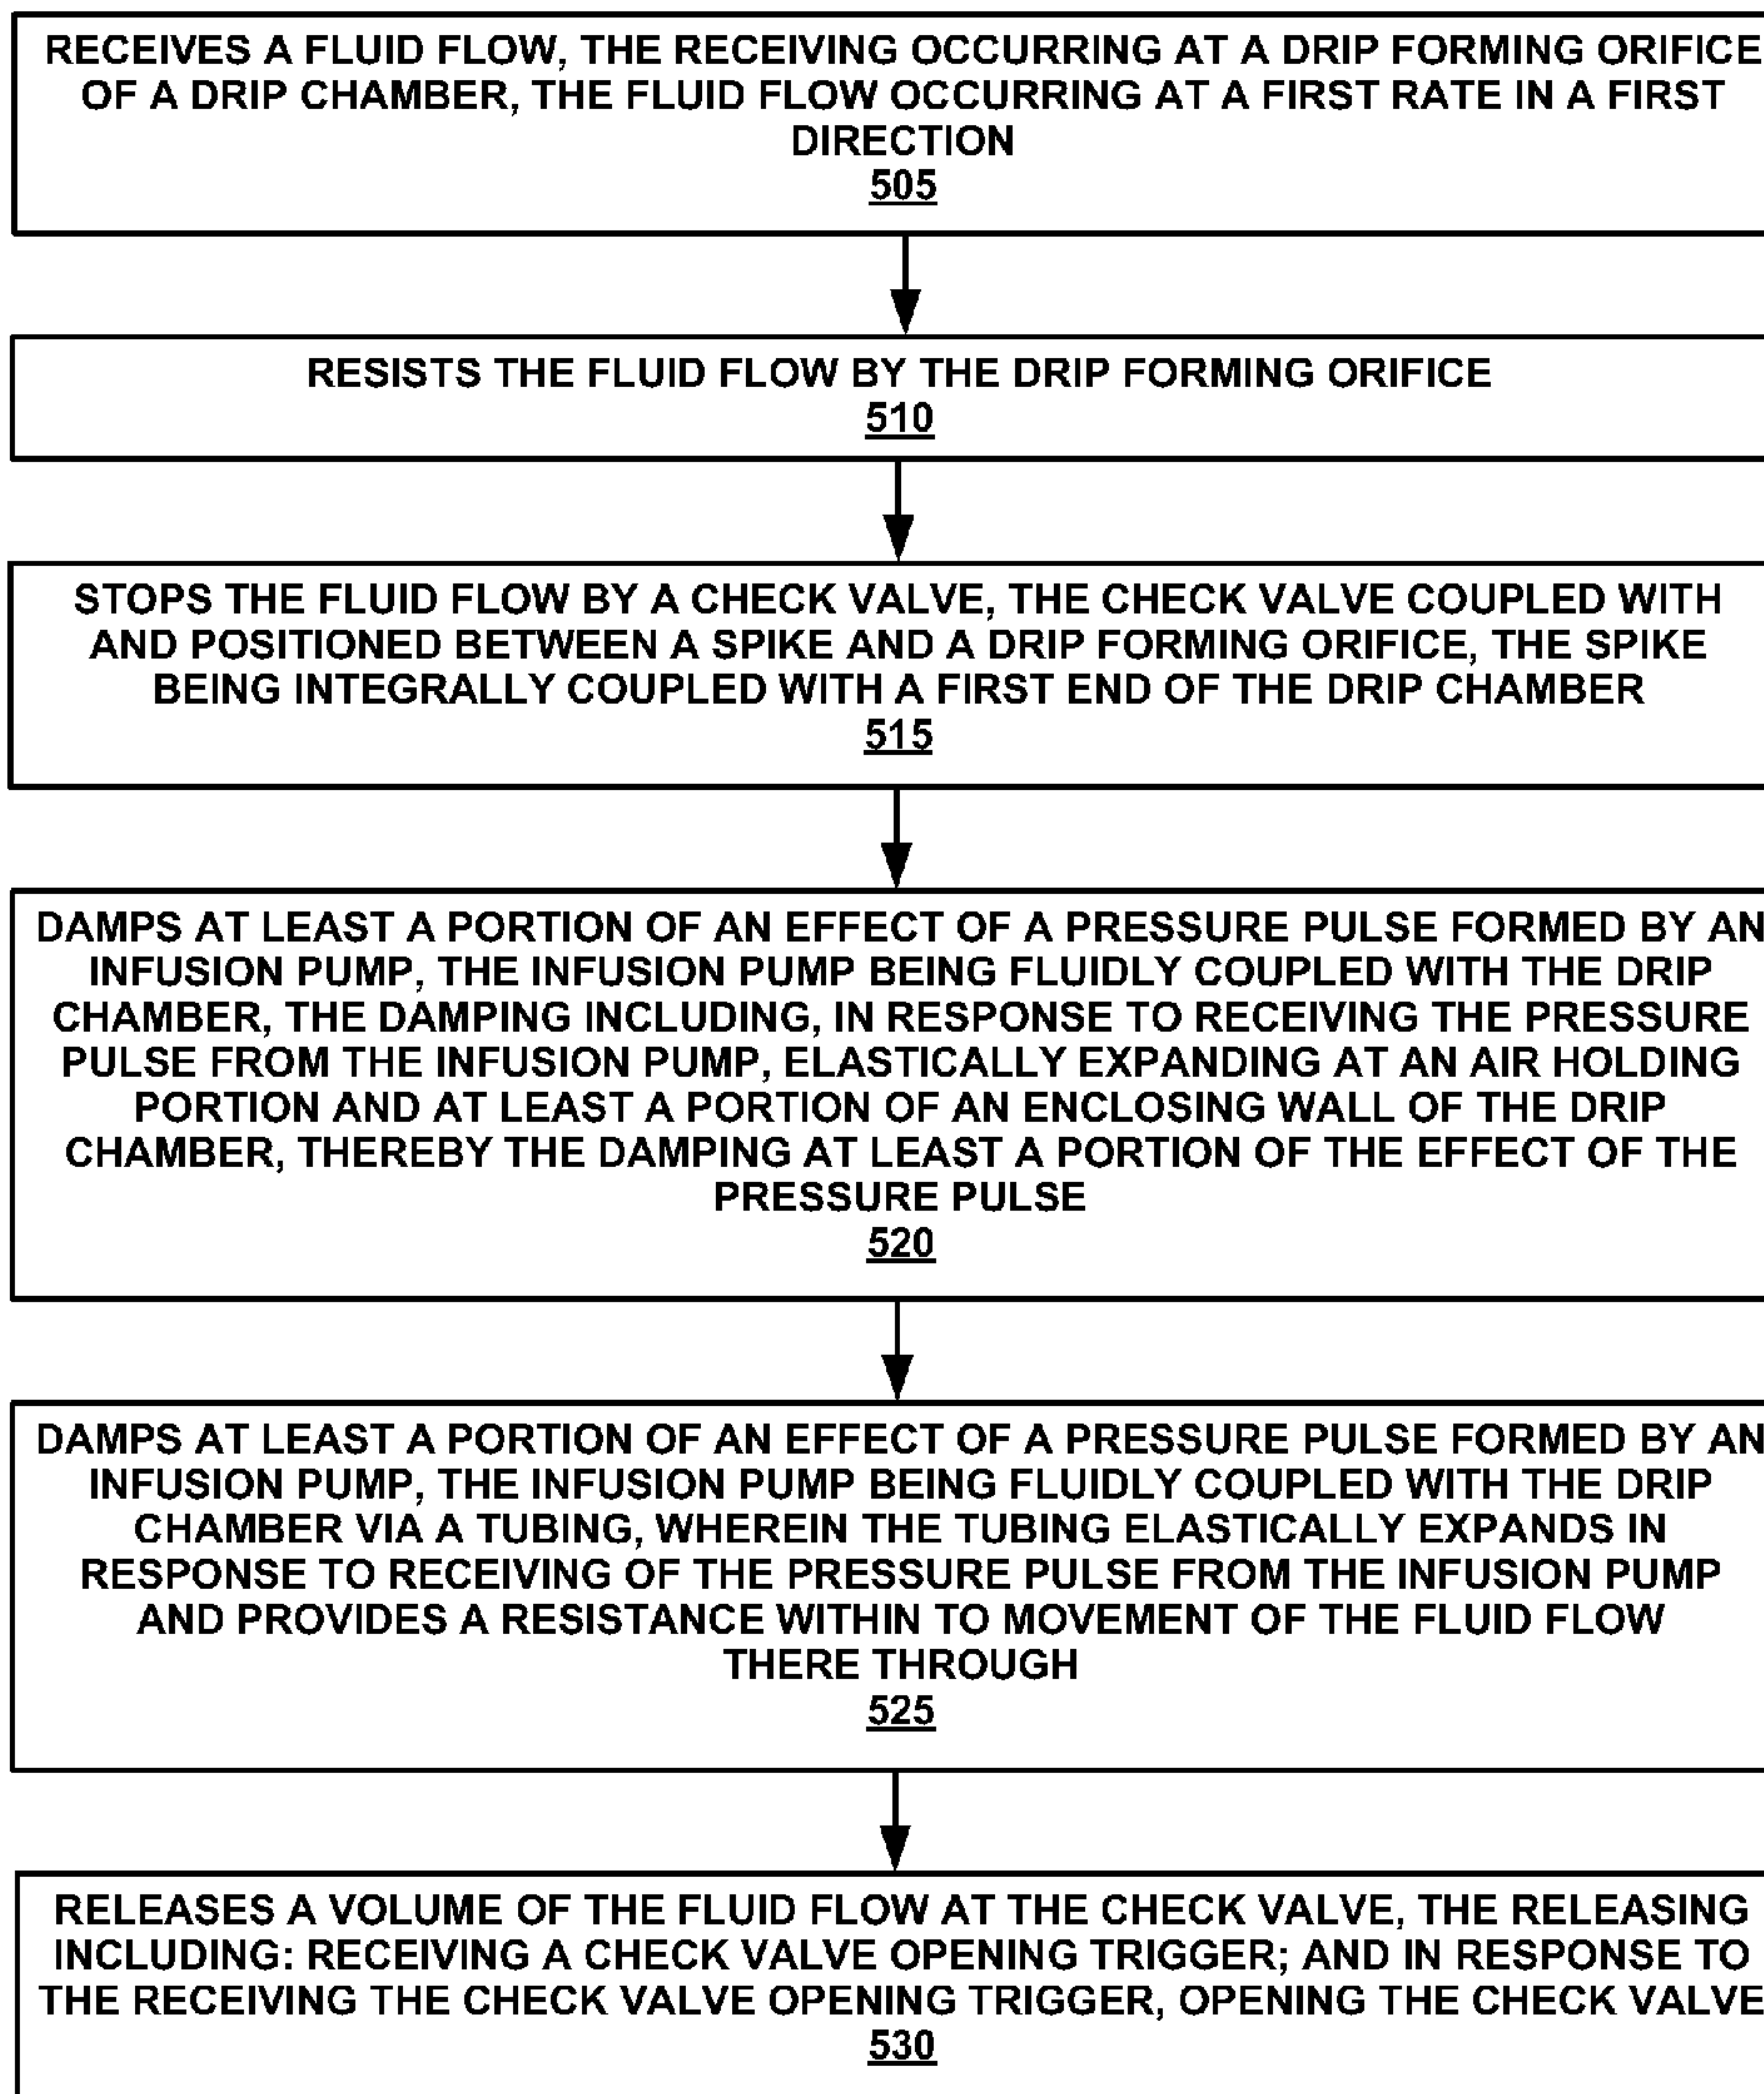 RECEIVES A FLUID FLOW, THE RECEIVING OCCURRING AT A DRIP FORMING ORIFICE
OF A DRIP CHAMBER, THE FLUID FLOW OCCURRING AT A FIRST RATE IN A FIRST
DIRECTION
505
RESISTS THE FLUID FLOW BY THE DRIP FORMING ORIFICE
510
STOPS THE FLUID FLOW BY A CHECK VALVE, THE CHECK VALVE COUPLED WITH
AND POSITIONED BETWEEN A SPIKE AND A DRIP FORMING ORIFICE, THE SPIKE
BEING INTEGRALLY COUPLED WITH A FIRST END OF THE DRIP CHAMBER
515
DAMPS AT LEAST A PORTION OF AN EFFECT OF A PRESSURE PULSE FORMED BY AN
INFUSION PUMP, THE INFUSION PUMP BEING FLUIDLY COUPLED WITH THE DRIP
CHAMBER, THE DAMPING INCLUDING, IN RESPONSE TO RECEIVING THE PRESSURE
PULSE FROM THE INFUSION PUMP, ELASTICALLY EXPANDING AT AN AIR HOLDING
PORTION AND AT LEAST A PORTION OF AN ENCLOSING WALL OF THE DRIP
CHAMBER, THEREBY THE DAMPING AT LEAST A PORTION OF THE EFFECT OF THE
PRESSURE PULSE
520
DAMPS AT LEAST A PORTION OF AN EFFECT OF A PRESSURE PULSE FORMED BY AN
INFUSION PUMP, THE INFUSION PUMP BEING FLUIDLY COUPLED WITH THE DRIP
CHAMBER VIA A TUBING, WHEREIN THE TUBING ELASTICALLY EXPANDS IN
RESPONSE TO RECEIVING OF THE PRESSURE PULSE FROM THE INFUSION PUMP
AND PROVIDES A RESISTANCE WITHIN TO MOVEMENT OF THE FLUID FLOW
THERE THROUGH
525
RELEASES A VOLUME OF THE FLUID FLOW AT THE CHECK VALVE, THE RELEASING
INCLUDING: RECEIVING A CHECK VALVE OPENING TRIGGER; AND IN RESPONSE TO
THE RECEIVING THE CHECK VALVE OPENING TRIGGER, OPENING THE CHECK VALVE
530